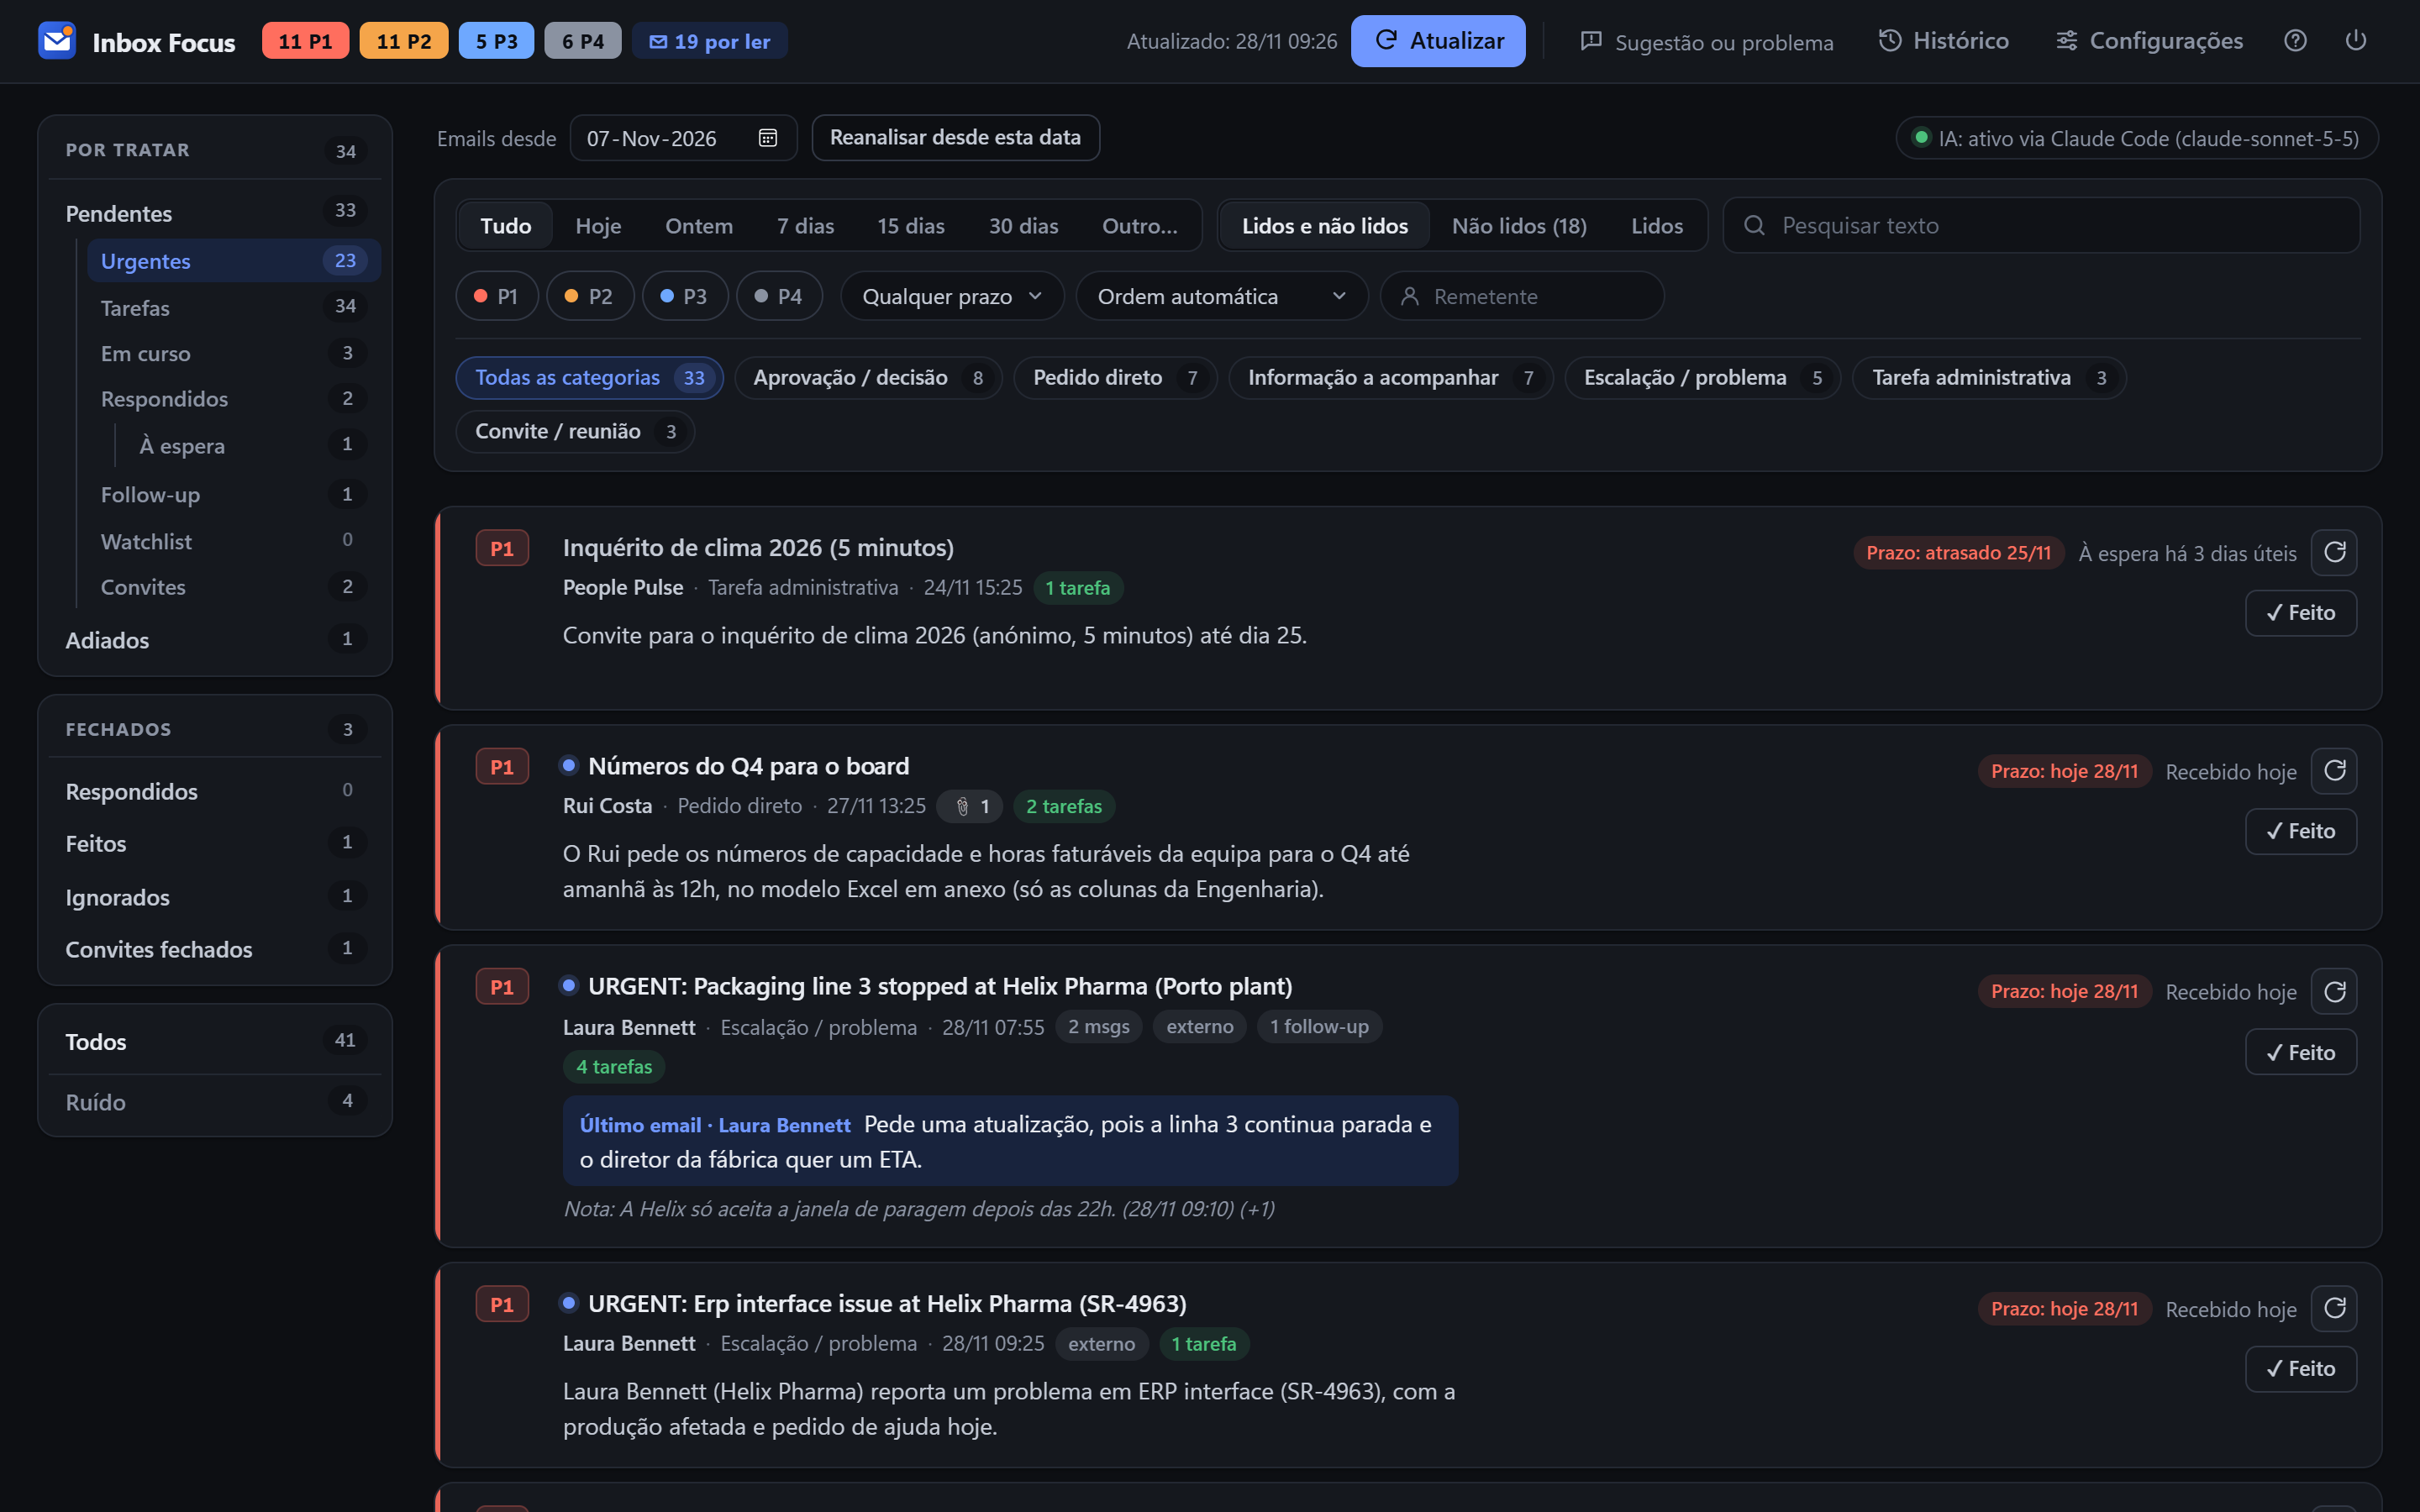 Inbox Focus 11 P1 11 P2 5 P3 6 P4 19 por ler Atualizado: 28/11 09:26 Atualizar Sugestão ou problema Histórico Configurações
POR TRATAR 34
Pendentes 33
Urgentes 23
Tarefas 34
Em curso 3
Respondidos 2
À espera 1
Follow-up 1
Watchlist 0
Convites 2
Adiados 1
FECHADOS 3
Respondidos 0
Feitos 1
Ignorados 1
Convites fechados 1
Todos 41
Ruído 4
Emails desde 07-Nov-2026 Reanalisar desde esta data IA: ativo via Claude Code (claude-sonnet-5-5)
Tudo Hoje Ontem 7 dias 15 dias 30 dias Outro... Lidos e não lidos Não lidos (18) Lidos Pesquisar texto
P1 P2 P3 P4 Qualquer prazo Ordem automática Remetente
Todas as categorias 33 Aprovação / decisão 8 Pedido direto 7 Informação a acompanhar 7 Escalação / problema 5 Tarefa administrativa 3
Convite / reunião 3
P1 Inquérito de clima 2026 (5 minutos) Prazo: atrasado 25/11 À espera há 3 dias úteis
People Pulse · Tarefa administrativa · 24/11 15:25 1 tarefa
✓ Feito
Convite para o inquérito de clima 2026 (anónimo, 5 minutos) até dia 25.
P1 Números do Q4 para o board Prazo: hoje 28/11 Recebido hoje
Rui Costa · Pedido direto · 27/11 13:25 1 2 tarefas
✓ Feito
O Rui pede os números de capacidade e horas faturáveis da equipa para o Q4 até
amanhã às 12h, no modelo Excel em anexo (só as colunas da Engenharia).
P1 URGENT: Packaging line 3 stopped at Helix Pharma (Porto plant) Prazo: hoje 28/11 Recebido hoje
Laura Bennett · Escalação / problema · 28/11 07:55 2 msgs externo 1 follow-up
✓ Feito
4 tarefas
Último email · Laura Bennett Pede uma atualização, pois a linha 3 continua parada e
o diretor da fábrica quer um ETA.
Nota: A Helix só aceita a janela de paragem depois das 22h. (28/11 09:10) (+1)
P1 URGENT: Erp interface issue at Helix Pharma (SR-4963) Prazo: hoje 28/11 Recebido hoje
Laura Bennett · Escalação / problema · 28/11 09:25 externo 1 tarefa
✓ Feito
Laura Bennett (Helix Pharma) reporta um problema em ERP interface (SR-4963), com a
produção afetada e pedido de ajuda hoje.